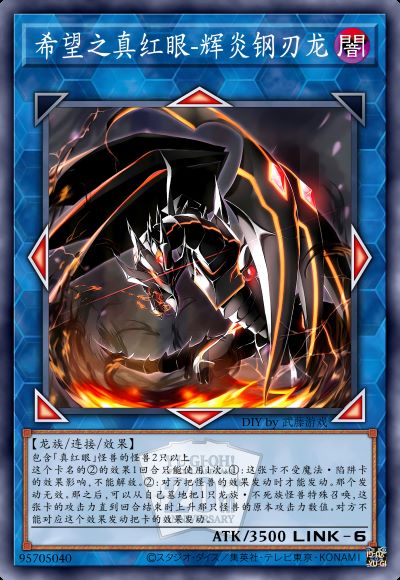 希望之真红眼-辉炎钢刃龙
闇
DIY by 武藤游戏
【龙族/连接/效果】
包含「真红眼」怪兽的怪兽2只以上
这个卡名的②的效果1回合只能使用1次。①:这张卡不受魔法·陷阱卡
的效果影响,不能解放。②:对方把怪兽的效果发动时才能发动。那个发
动无效。那之后,可以从自己墓地把1只龙族·不死族怪兽特殊召唤,这
张卡的攻击力直到回合结束时上升那只怪兽的原本攻击力数值。对方不
能对应这个效果发动把卡的效果发动。
ATK/3500 LINK-6
95705040
©スタジオ·ダイス/集英社·テレビ東京·KONAMI